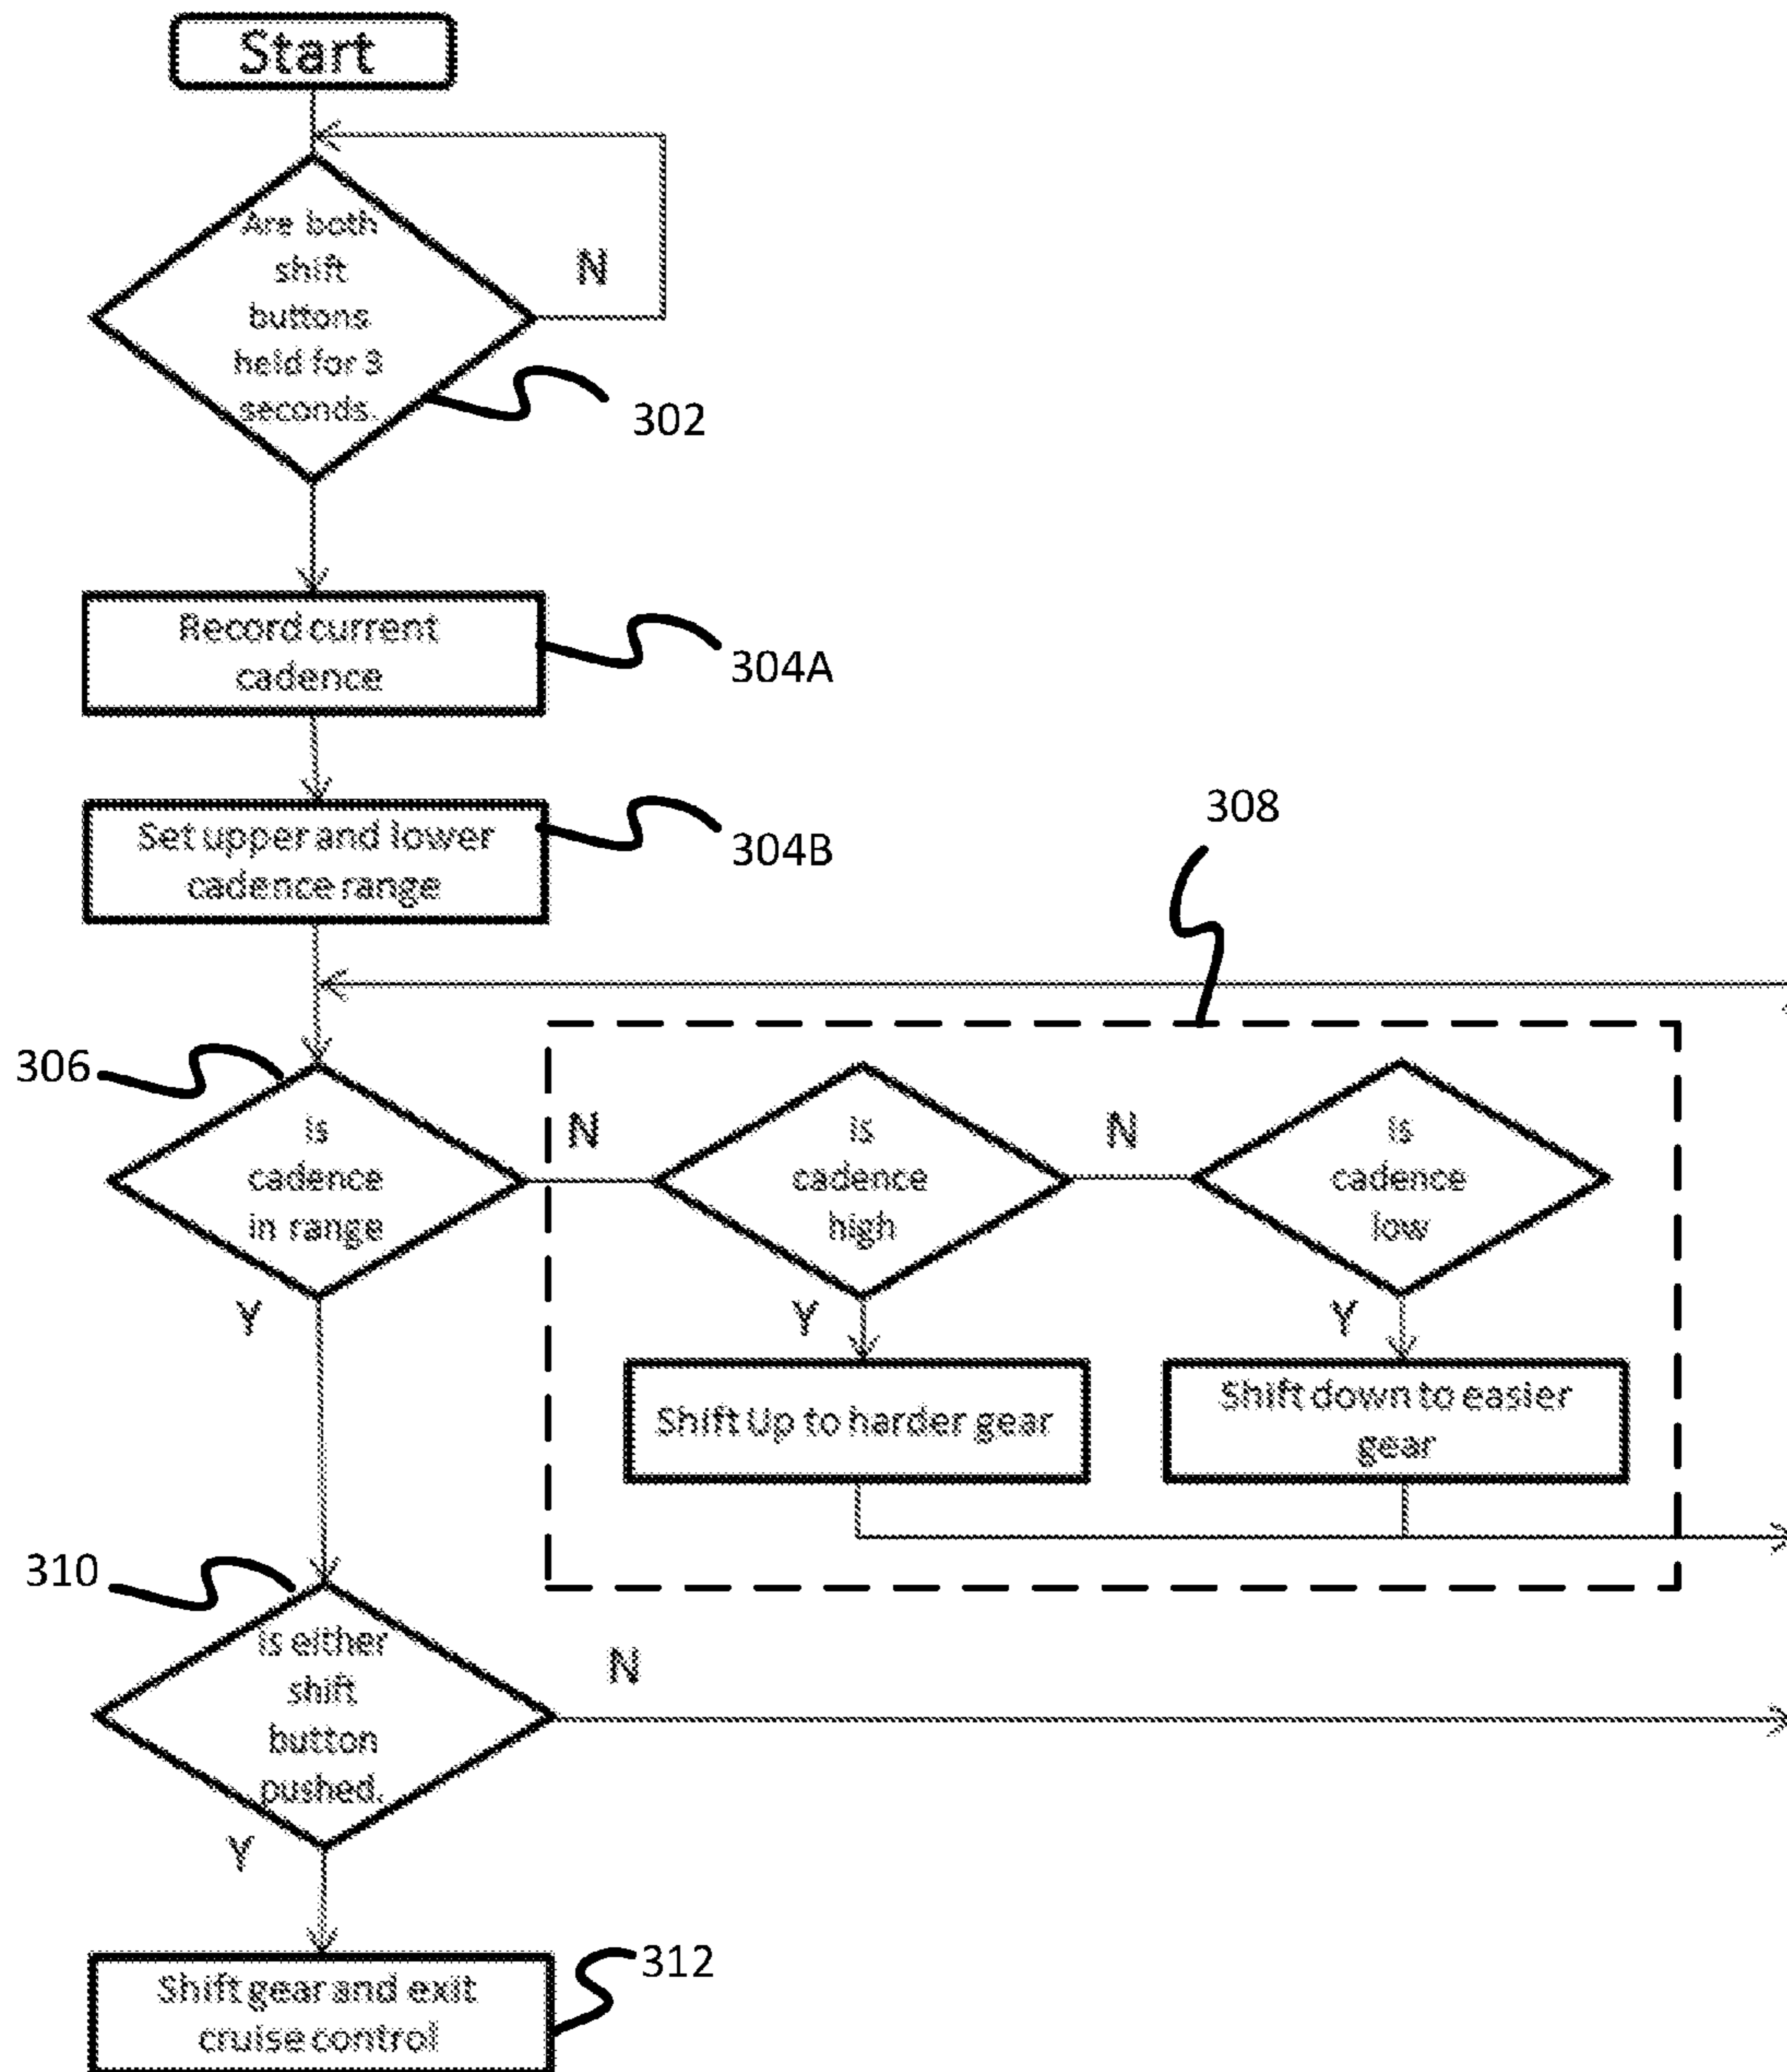 Start
Are both
shift
buttons
held for 3
seconds.
N
302
Record current
cadence
304A
Set upper and lower
cadence range
304B
308
306
is
cadence
in range
N
is
cadence
high
N
is
cadence
low
Y
Y
Y
Shift Up to harder gear
Shift down to easier
gear
310
is either
shift
button
pushed.
N
Y
Shift gear and exit
cruise control
312